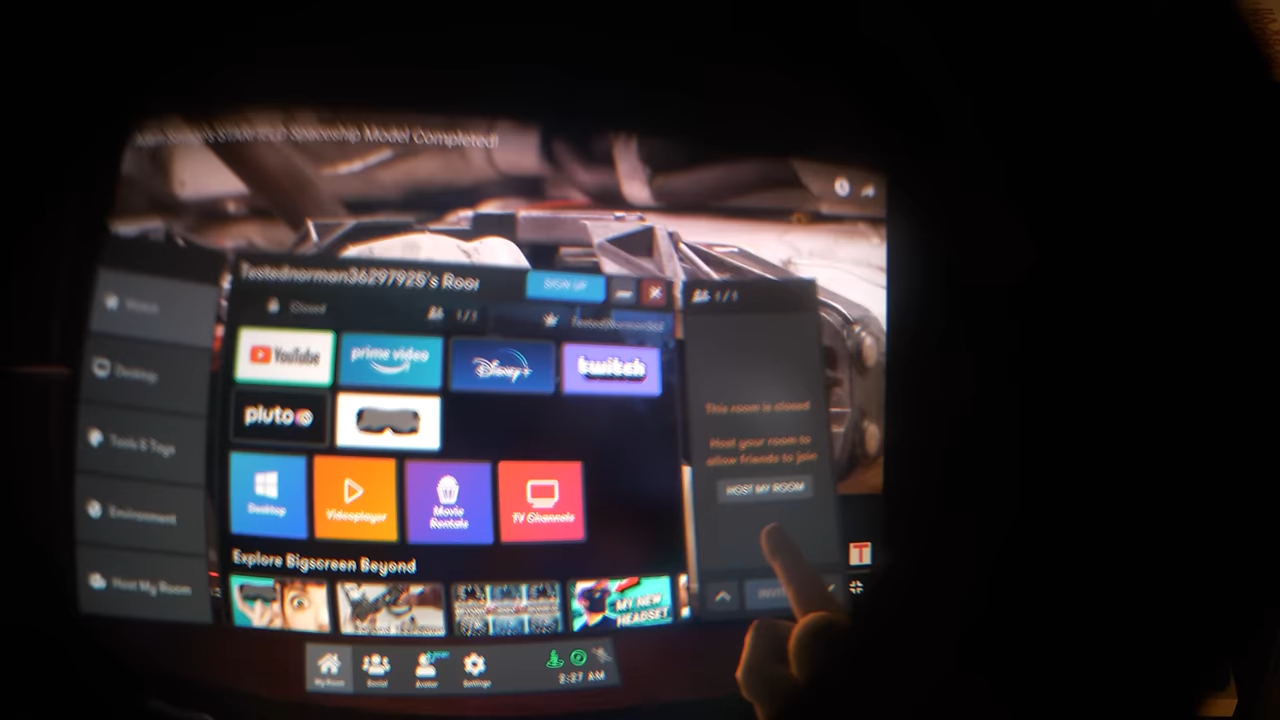 Spaceship Model Completed!
Testednorman36297925's Room
SIGN UP
Closed
1/1
YouTube
prime video
Disney+
twitch
pluto
Desktop
Videoplayer
Movie
Rentals
TV Channels
Explore Bigscreen Beyond
MY NEW
HEADSET
My Room
Social
Avatar
Settings
2:27 AM
Desktop
Tools & Toys
Environment
Host My Room
1/1
This room is closed
Host your room to
allow friends to join
HOST MY ROOM
T